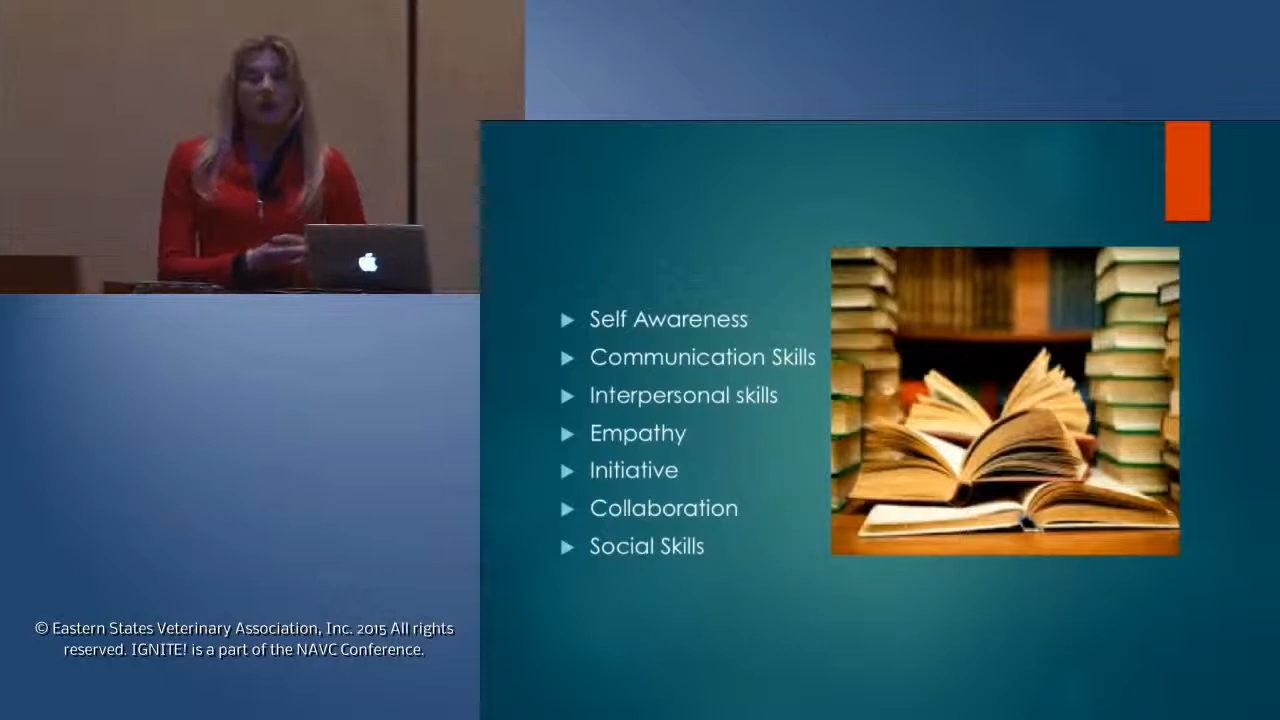 Self Awareness
Communication Skills
Interpersonal skills
Empathy
Initiative
Collaboration
Social Skills
© Eastern States Veterinary Association, Inc. 2015 All rights
reserved. IGNITE! is a part of the NAVC Conference.